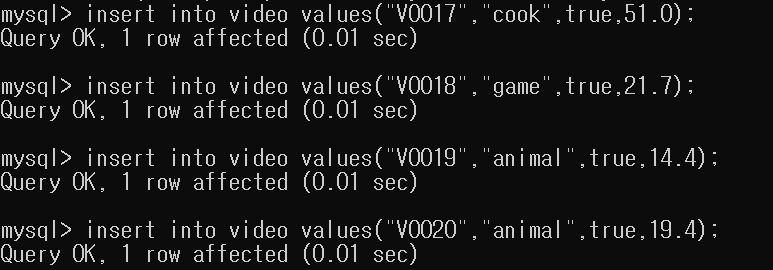 mysql> insert into video values("V0017","cook",true,51.0);
Query OK, 1 row affected (0.01 sec)
mysql> insert into video values("V0018","game",true,21.7);
Query OK, 1 row affected (0.01 sec)
mysql> insert into video values("V0019","animal",true,14.4);
Query OK, 1 row affected (0.01 sec)
mysql> insert into video values("V0020","animal",true,19.4);
Query OK, 1 row affected (0.01 sec)